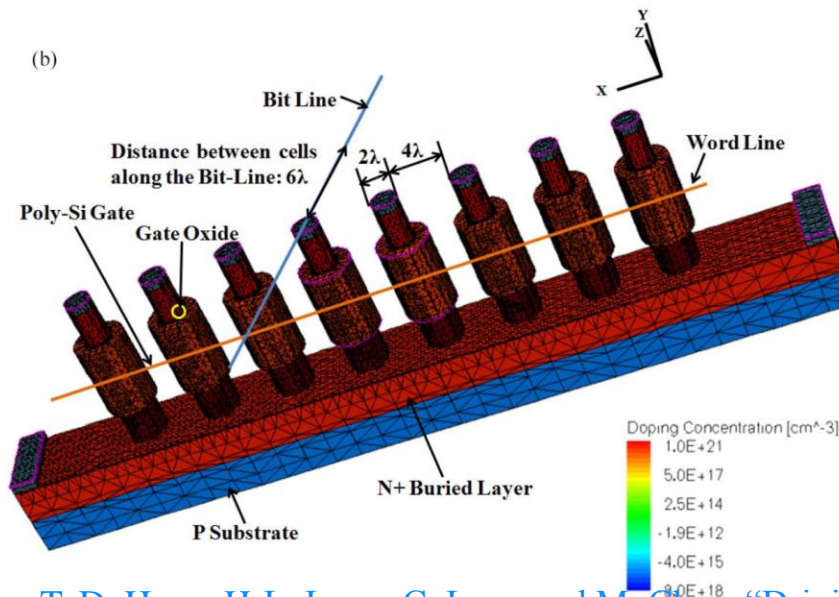 (b)
Y
Z
X
Bit Line
Distance between cells
along the Bit-Line: 6λ
2λ
4λ
Word Line
Poly-Si Gate
Gate Oxide
N+ Buried Layer
P Substrate
Doping Concentration [cm^-3]
1.0E+21
5.0E+17
2.5E+14
-1.9E+12
-4.0E+15